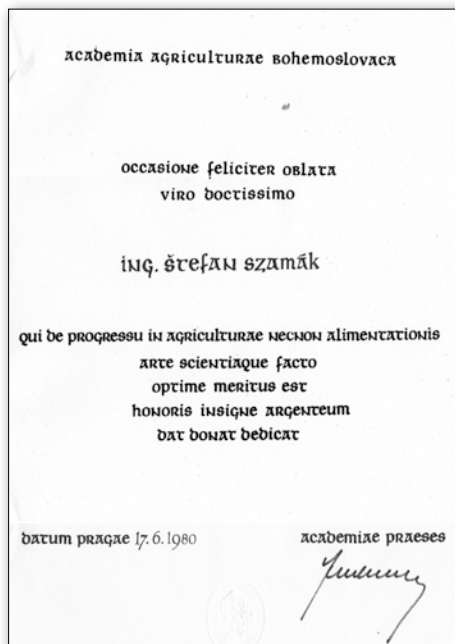 academia agriculturae bohemoslovaca
occasione feliciter oblata
viro doctissimo
ing. štefan szamák
qui de progressu in agriculturae necnon alimentationis
arte scientiaque facto
optime meritus est
honoris insigne argenteum
dat donat dedicat
datum pragae 17. 6. 1980
academiae praeses